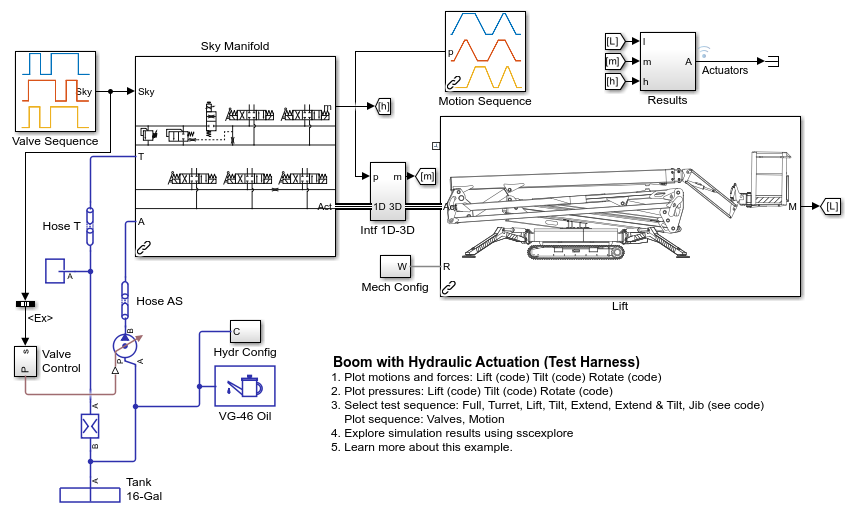 Sky Manifold
Sky
Valve Sequence
Sky
m
T
A
Act
[h]
p
Motion Sequence
[L]
[m]
[h]
l
m
h
A
Results
Actuators
p
m
1D
3D
Intf 1D-3D
[m]
Act
R
M
[L]
Lift
W
Mech Config
Hose T
A
Hose AS
<Ex>
B
P
A
s
P
Valve
Control
C
Hydr Config
VG-46 Oil
A
B
A
Tank
16-Gal
Boom with Hydraulic Actuation (Test Harness)
1. Plot motions and forces: Lift (code) Tilt (code) Rotate (code)
2. Plot pressures: Lift (code) Tilt (code) Rotate (code)
3. Select test sequence: Full, Turret, Lift, Tilt, Extend, Extend & Tilt, Jib (see code)
Plot sequence: Valves, Motion
4. Explore simulation results using sscexplore
5. Learn more about this example.